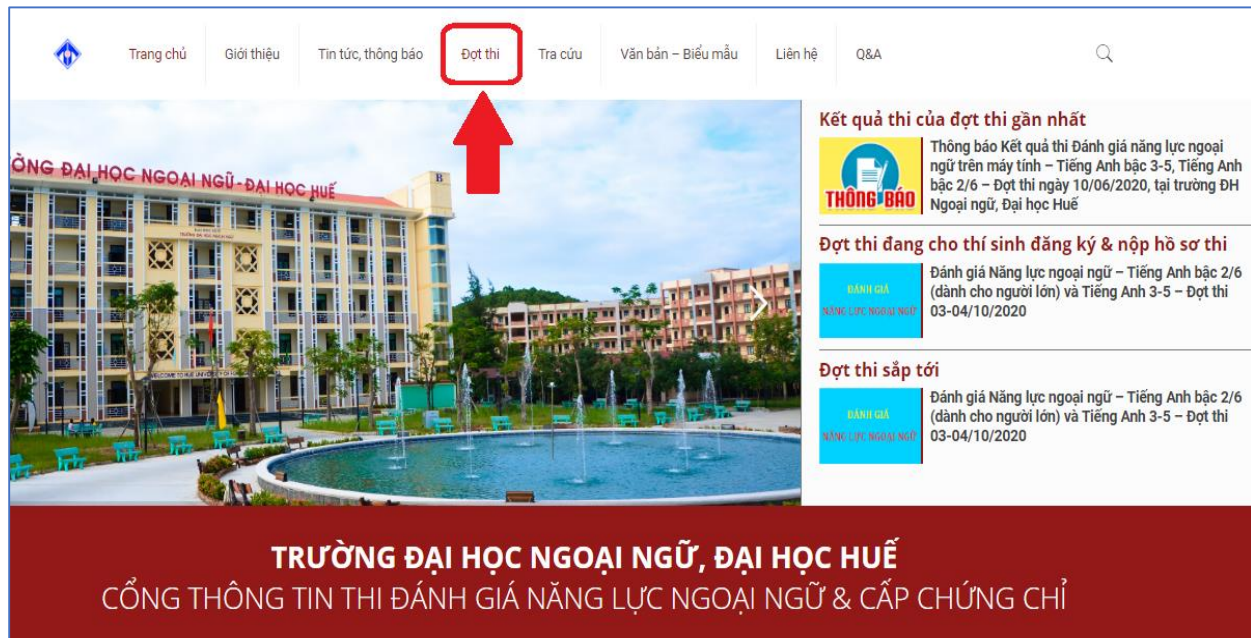 Trang chủ
Giới thiệu
Tin tức, thông báo
Đợt thi
Tra cứu
Văn bản – Biểu mẫu
Liên hệ
Q&A
ỜNG ĐẠI HỌC NGOẠI NGỮ - ĐẠI HỌC HUẾ
B
Kết quả thi của đợt thi gần nhất
THÔNG BÁO
Thông báo Kết quả thi Đánh giá năng lực ngoại
ngữ trên máy tính – Tiếng Anh bậc 3-5, Tiếng Anh
bậc 2/6 – Đợt thi ngày 10/06/2020, tại trường ĐH
Ngoại ngữ, Đại học Huế
Đợt thi đang cho thí sinh đăng ký & nộp hồ sơ thi
ĐÁNH GIÁ
NĂNG LỰC NGOẠI NGỮ
Đánh giá Năng lực ngoại ngữ – Tiếng Anh bậc 2/6
(dành cho người lớn) và Tiếng Anh 3-5 – Đợt thi
03-04/10/2020
Đợt thi sắp tới
ĐÁNH GIÁ
NĂNG LỰC NGOẠI NGỮ
Đánh giá Năng lực ngoại ngữ – Tiếng Anh bậc 2/6
(dành cho người lớn) và Tiếng Anh 3-5 – Đợt thi
03-04/10/2020
TRƯỜNG ĐẠI HỌC NGOẠI NGỮ, ĐẠI HỌC HUẾ
CỔNG THÔNG TIN THI ĐÁNH GIÁ NĂNG LỰC NGOẠI NGỮ & CẤP CHỨNG CHỈ